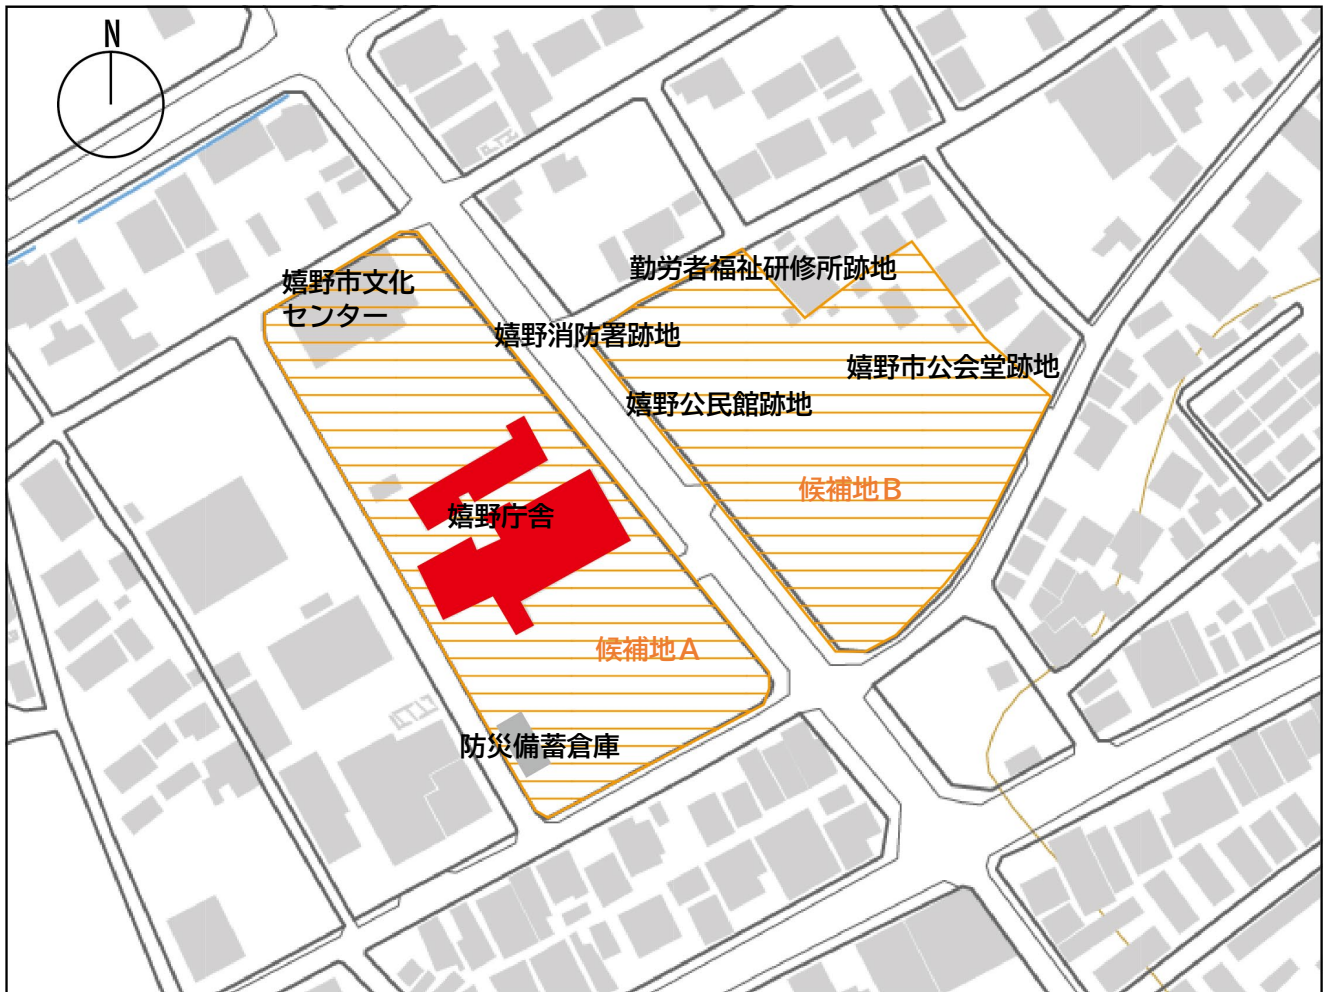 N
嬉野市文化
センター
勤労者福祉研修所跡地
嬉野消防署跡地
嬉野市公会堂跡地
嬉野公民館跡地
候補地B
嬉野庁舎
候補地A
防災備蓄倉庫